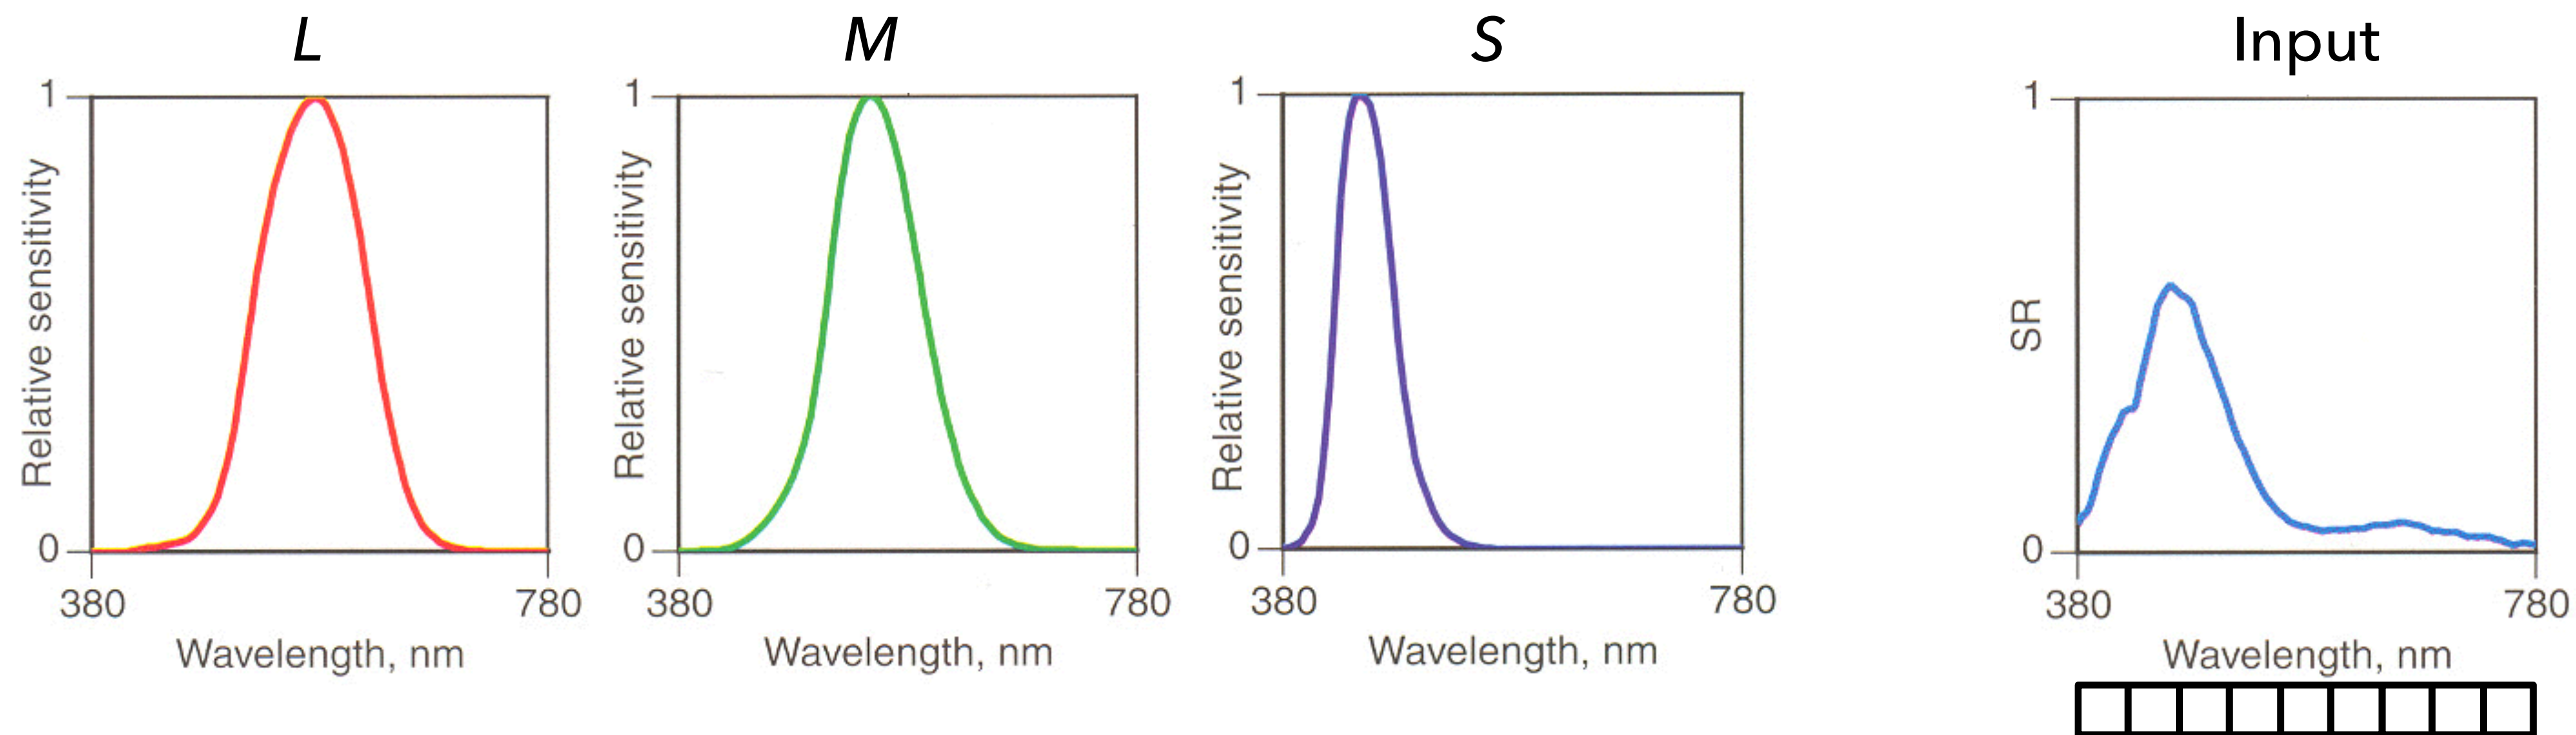 L
1
Relative sensitivity
0
380
780
Wavelength, nm
M
1
Relative sensitivity
0
380
780
Wavelength, nm
S
1
Relative sensitivity
0
380
780
Wavelength, nm
Input
1
SR
0
380
780
Wavelength, nm